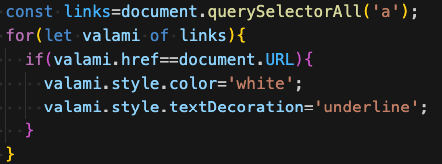 const links=document.querySelectorAll('a');
for(let valami of links){
if(valami.href==document.URL){
valami.style.color='white';
valami.style.textDecoration='underline';
}
}